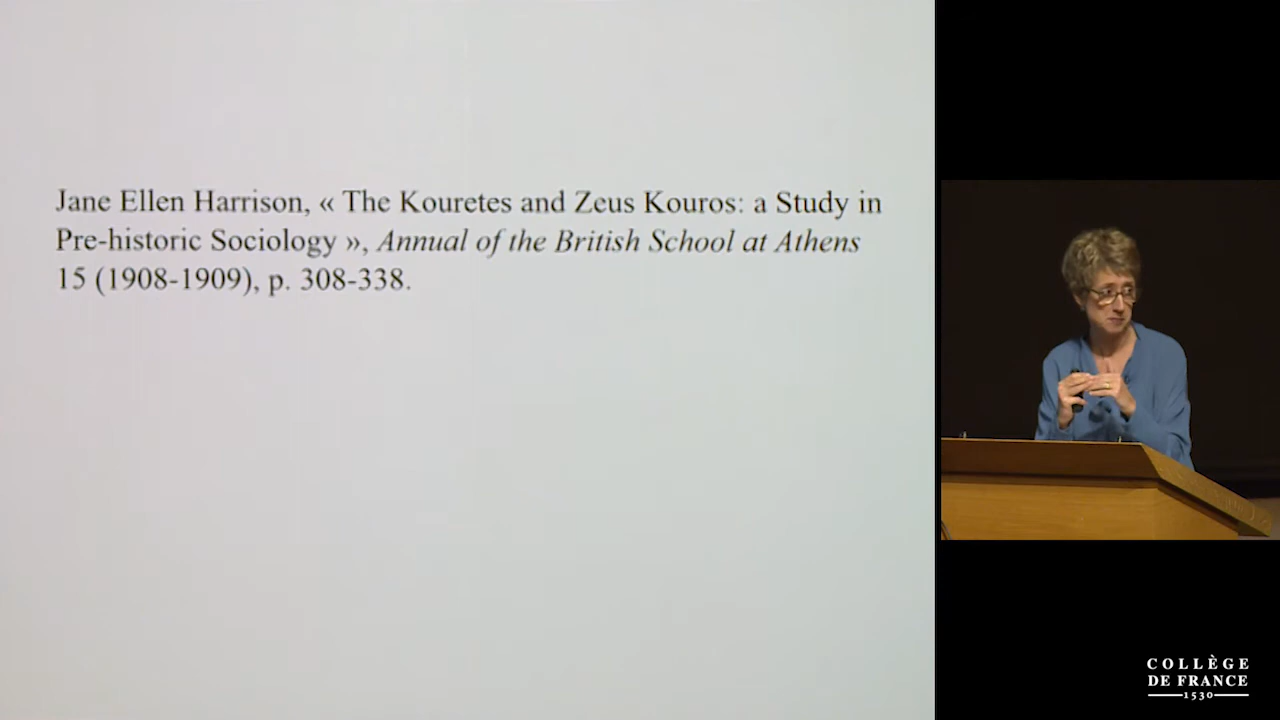 Jane Ellen Harrison, « The Kouretes and Zeus Kouros: a Study in
Pre-historic Sociology », Annual of the British School at Athens
15 (1908-1909), p. 308-338.
COLLÈGE
DE FRANCE
1530